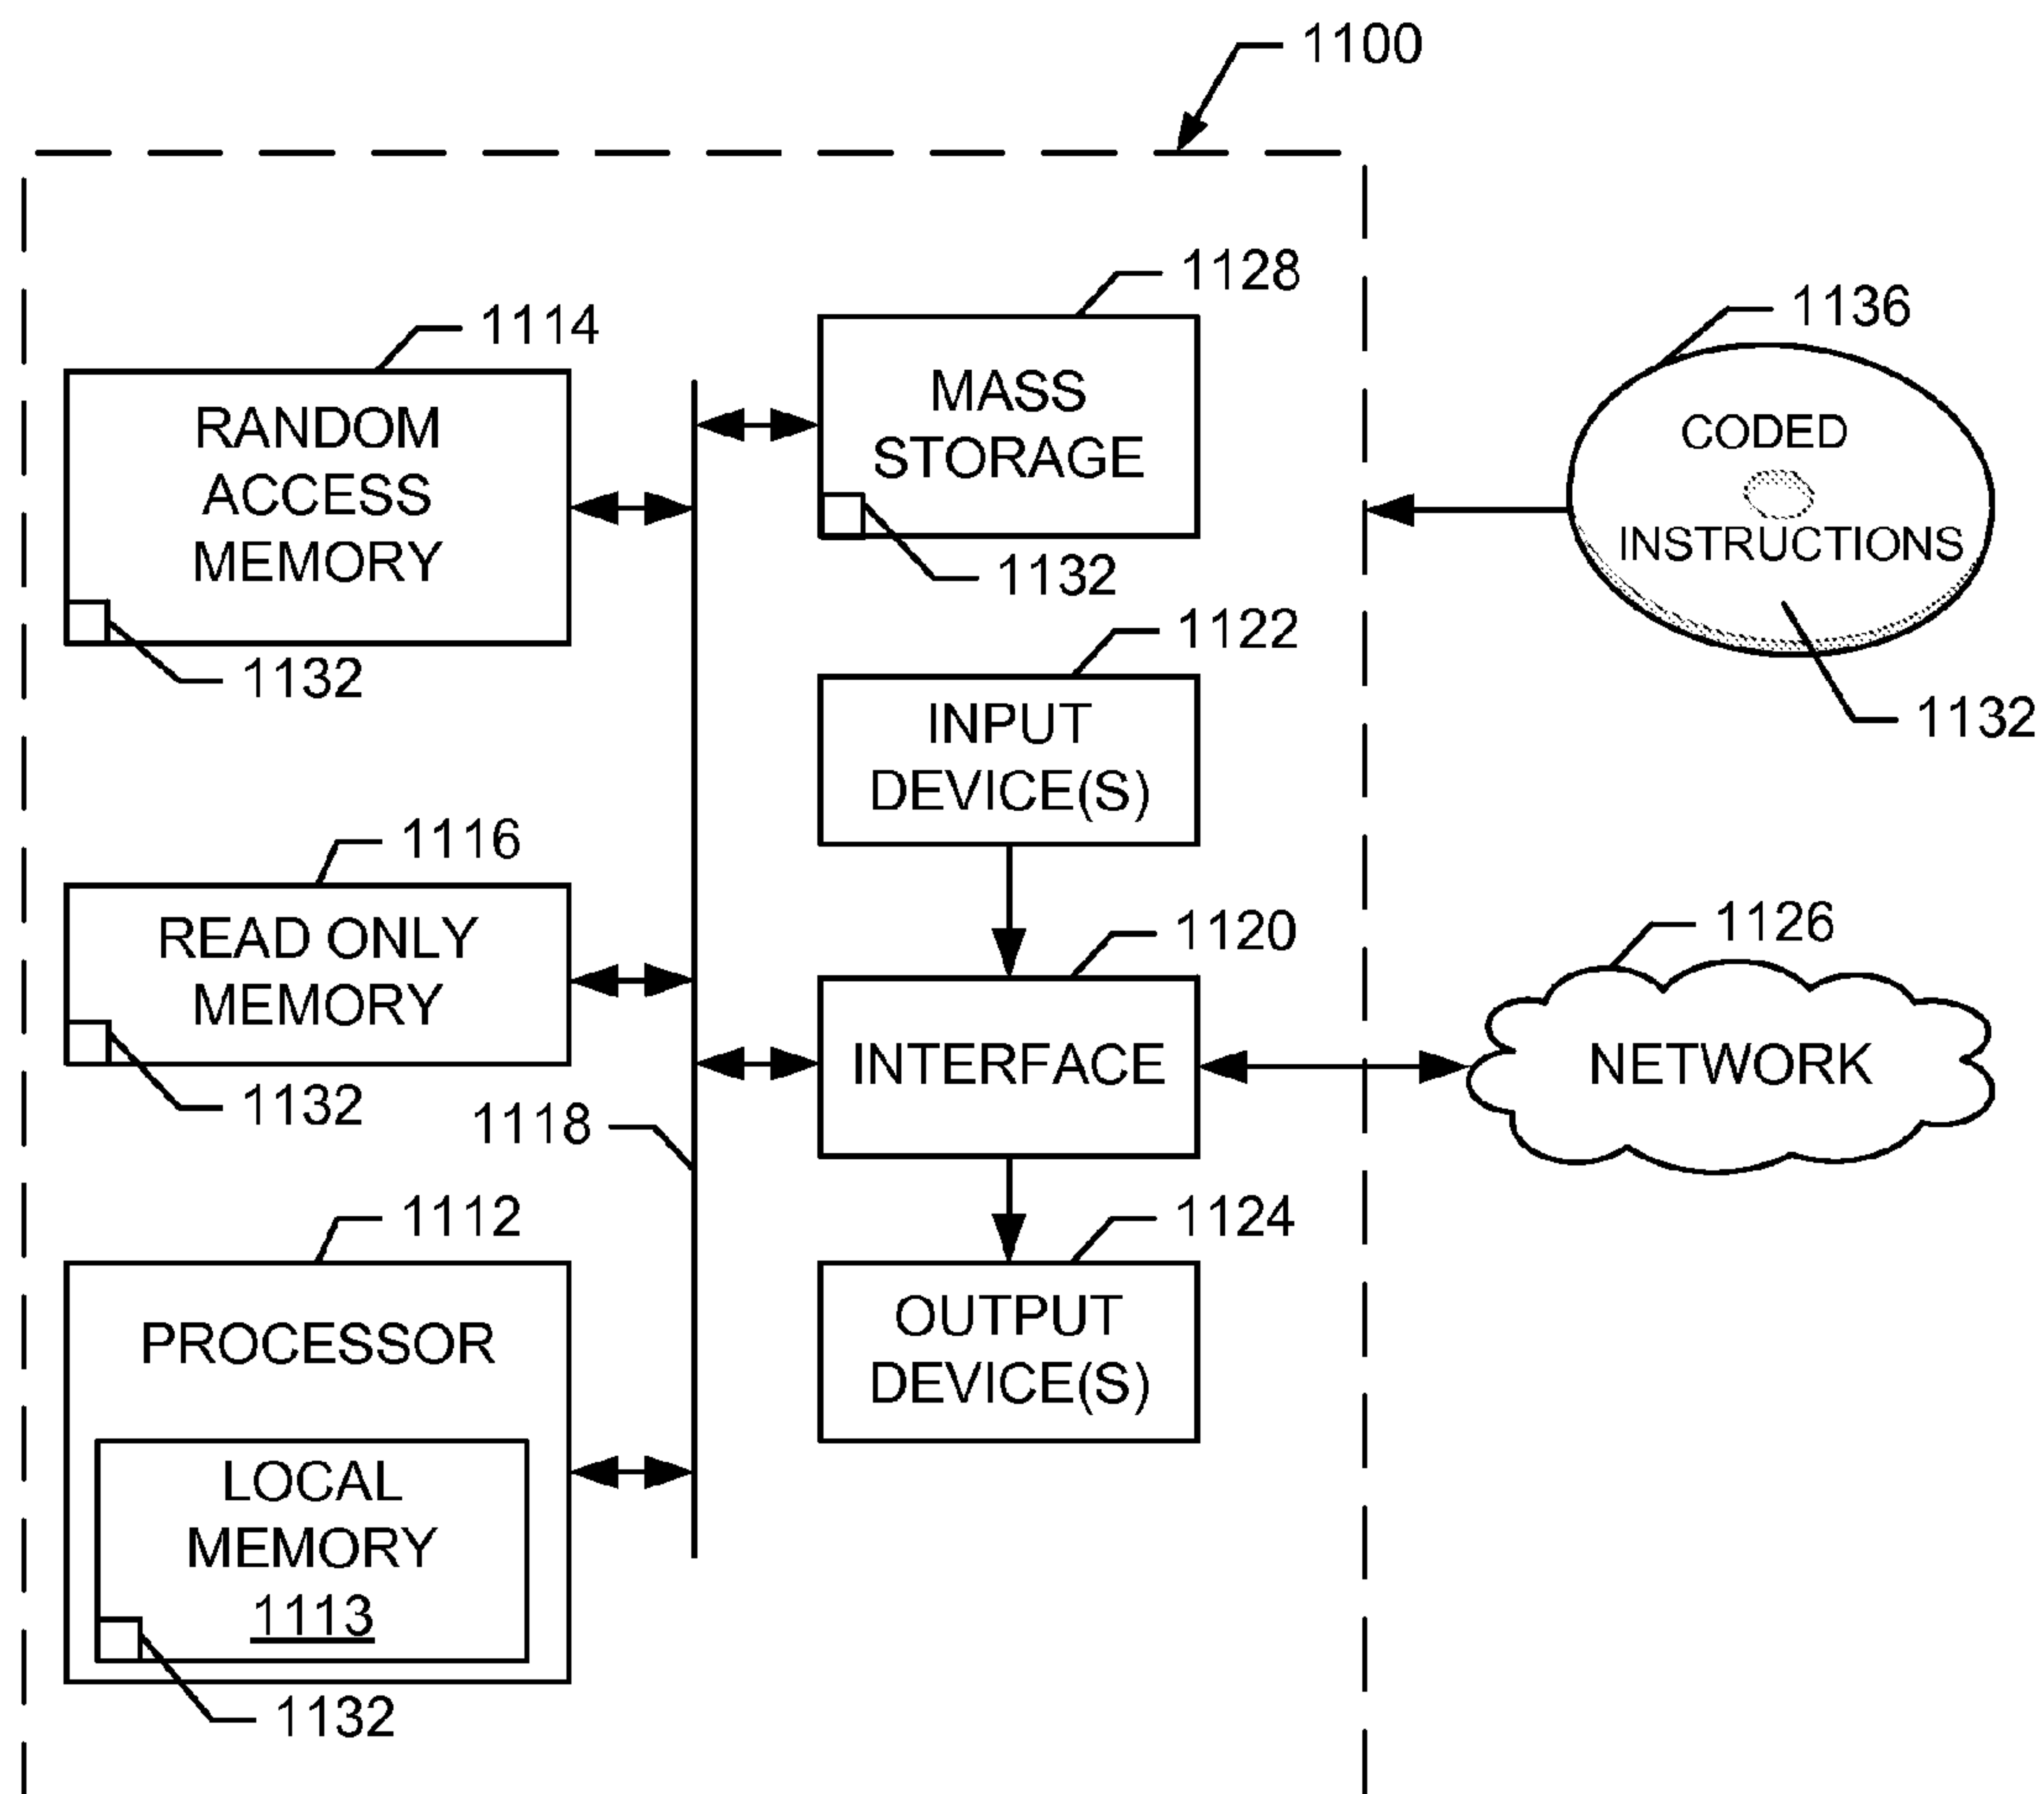 1100
1128
1136
1114
MASS
STORAGE
RANDOM
ACCESS
MEMORY
CODED
INSTRUCTIONS
1132
1132
1132
1122
INPUT
DEVICE(S)
1116
READ ONLY
MEMORY
1132
1120
1126
INTERFACE
NETWORK
1118
1112
1124
PROCESSOR
OUTPUT
DEVICE(S)
LOCAL
MEMORY
1113
1132